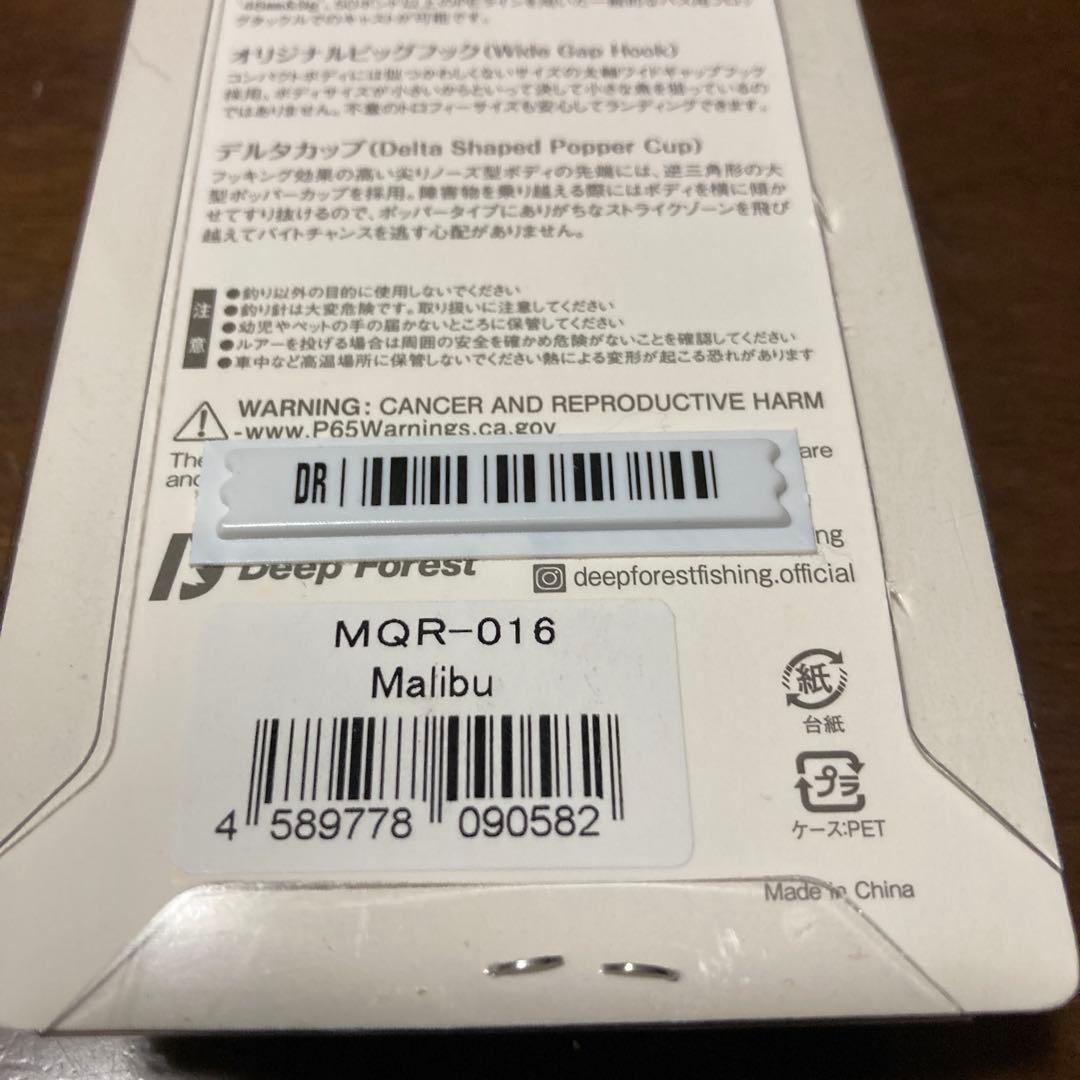 グタックルでのキャストが可能です。
オリジナルビッグフック(Wide Gap Hook)
コンパクトボディには似つかわしくないサイズの太軸ワイドギャップフック
採用。ボディサイズが小さいからといって決して小さな魚を狙っているの
ではありません。不意のトロフィーサイズも安心してランディングできます。
デルタカップ(Delta Shaped Popper Cup)
フッキング効果の高い尖りノーズ型ボディの先端には、逆三角形の大
型ポッパーカップを採用。障害物を乗り越える際にはボディを横に傾か
せてすり抜けるので、ポッパータイプにありがちなストライクゾーンを飛び
越えてバイトチャンスを逃す心配がありません。
注意
●釣り以外の目的に使用しないでください
●釣り針は大変危険です。取り扱いに注意してください
●幼児やペットの手の届かないところに保管してください
●ルアーを投げる場合は周囲の安全を確かめ危険がないことを確認してください
●車中など高温場所に保管しないでください熱による変形が起こる恐れがあります
WARNING: CANCER AND REPRODUCTIVE HARM
-www.P65Warnings.ca.gov
The are
and
DR
ng
Deep Forest
deepforestfishing.official
MQR-016
Malibu
4 589778 090582
紙
台紙
プラ
ケース:PET
Made in China